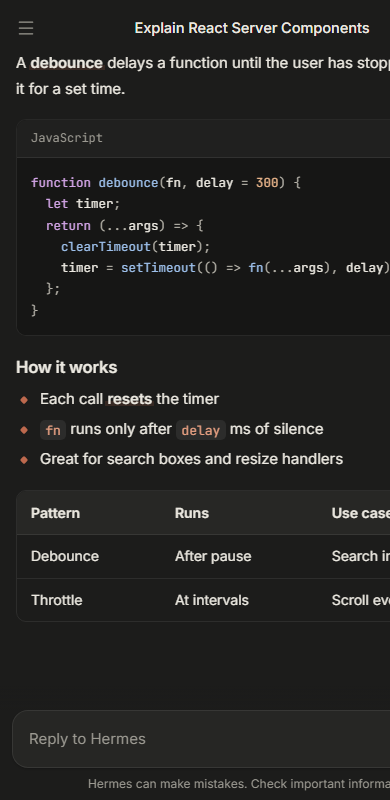 Explain React Server Components
A debounce delays a function until the user has
it for a set time.
JavaScript
function debounce(fn, delay = 300) {
let timer;
return (...args) => {
clearTimeout(timer);
timer = setTimeout(() => fn(...args), delay)
};
}
How it works
Each call resets the timer
fn runs only after delay ms of silence
Great for search boxes and resize handlers
Pattern Runs Use case
Debounce After pause Search
Throttle At intervals Scroll
Reply to Hermes
Hermes can make mistakes. Check important